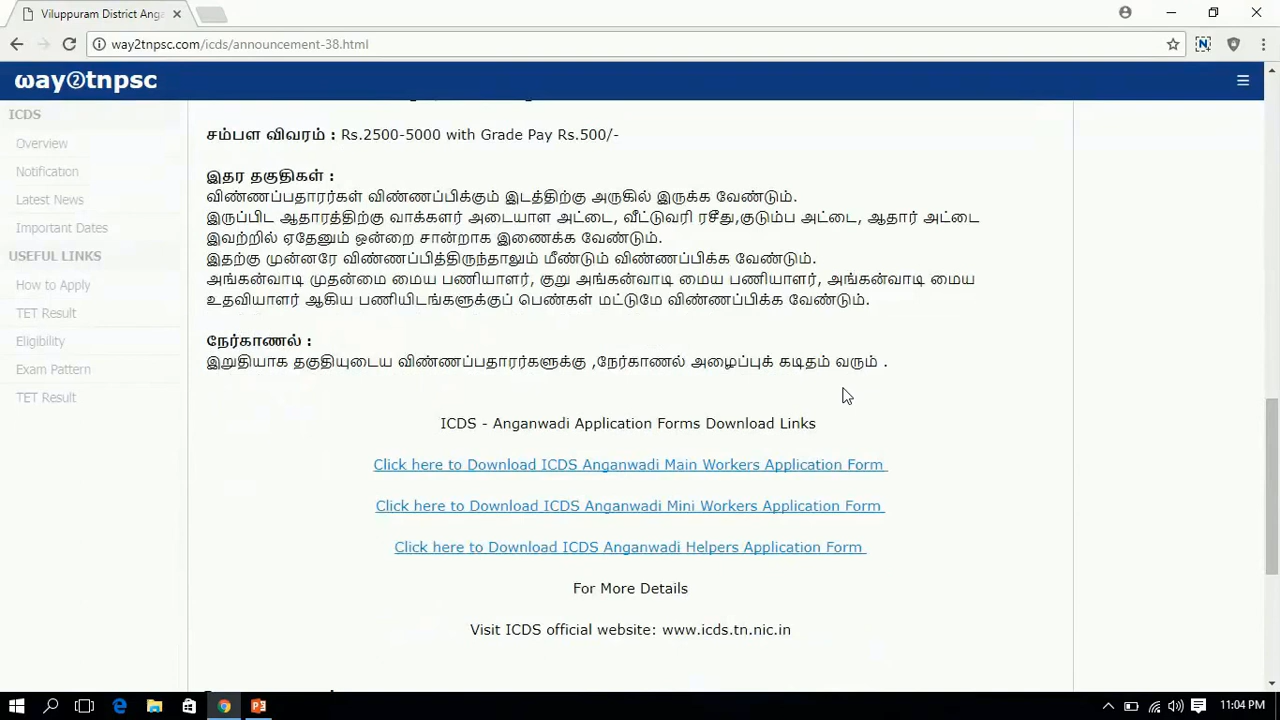 Viluppuram District Anga
way2tnpsc.com/icds/announcement-38.html
ωay②tnpsc
ICDS
Overview
Notification
Latest News
Important Dates
USEFUL LINKS
How to Apply
TET Result
Eligibility
Exam Pattern
TET Result
சம்பள விவரம் : Rs.2500-5000 with Grade Pay Rs.500/-
இதர தகுதிகள் :
விண்ணப்பதாரர்கள் விண்ணப்பிக்கும் இடத்திற்கு அருகில் இருக்க வேண்டும்.
இருப்பிட ஆதாரத்திற்கு வாக்களர் அடையாள அட்டை, வீட்டுவரி ரசீது,குடும்ப அட்டை, ஆதார் அட்டை
இவற்றில் ஏதேனும் ஒன்றை சான்றாக இணைக்க வேண்டும்.
இதற்கு முன்னரே விண்ணப்பித்திருந்தாலும் மீண்டும் விண்ணப்பிக்க வேண்டும்.
அங்கன்வாடி முதன்மை மைய பணியாளர், குறு அங்கன்வாடி மைய பணியாளர், அங்கன்வாடி மைய
உதவியாளர் ஆகிய பணியிடங்களுக்குப் பெண்கள் மட்டுமே விண்ணப்பிக்க வேண்டும்.
நேர்காணல் :
இறுதியாக தகுதியுடைய விண்ணப்பதாரர்களுக்கு ,நேர்காணல் அழைப்புக் கடிதம் வரும் .
ICDS - Anganwadi Application Forms Download Links
Click here to Download ICDS Anganwadi Main Workers Application Form
Click here to Download ICDS Anganwadi Mini Workers Application Form
Click here to Download ICDS Anganwadi Helpers Application Form
For More Details
Visit ICDS official website: www.icds.tn.nic.in
11:04 PM